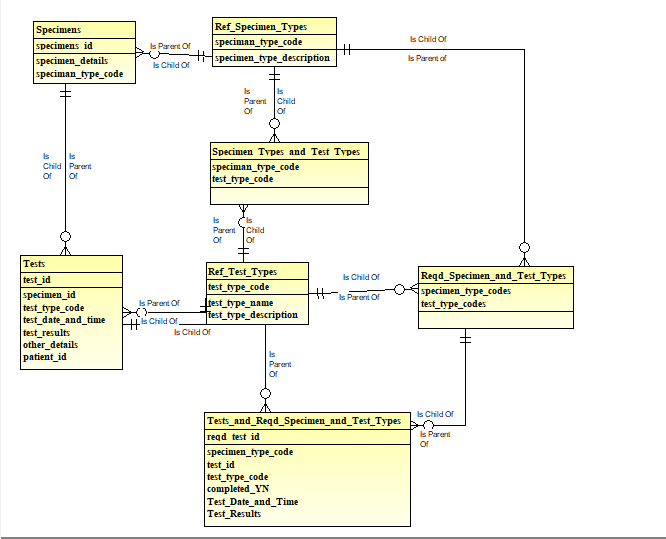 Specimens
specimens_id
specimen_details
speciman_type_code
Is Parent Of
Is Child Of
Ref_Specimen_Types
speciman_type_code
specimen_type_description
Is Child Of
Is Parent of
Is
Parent
Of
Is
Child
Of
Is
Child
Of
Is
Parent
Of
Specimen_Types_and_Test_Types
speciman_type_code
test_type_code
Is
Parent
Of
Is
Child
Of
Tests
test_id
specimen_id
test_type_code
test_date_and_time
test_results
other_details
patient_id
Is Parent Of
Is Child Of
Is Child Of
Ref_Test_Types
test_type_code
test_type_name
test_type_description
Is Child Of
Is Parent Of
Reqd_Specimen_and_Test_Types
specimen_type_codes
test_type_codes
Is
Parent
Of
Tests_and_Reqd_Specimen_and_Test_Types
reqd_test_id
specimen_type_code
test_id
test_type_code
completed_YN
Test_Date_and_Time
Test_Results
Is Child Of
Is Parent
Of